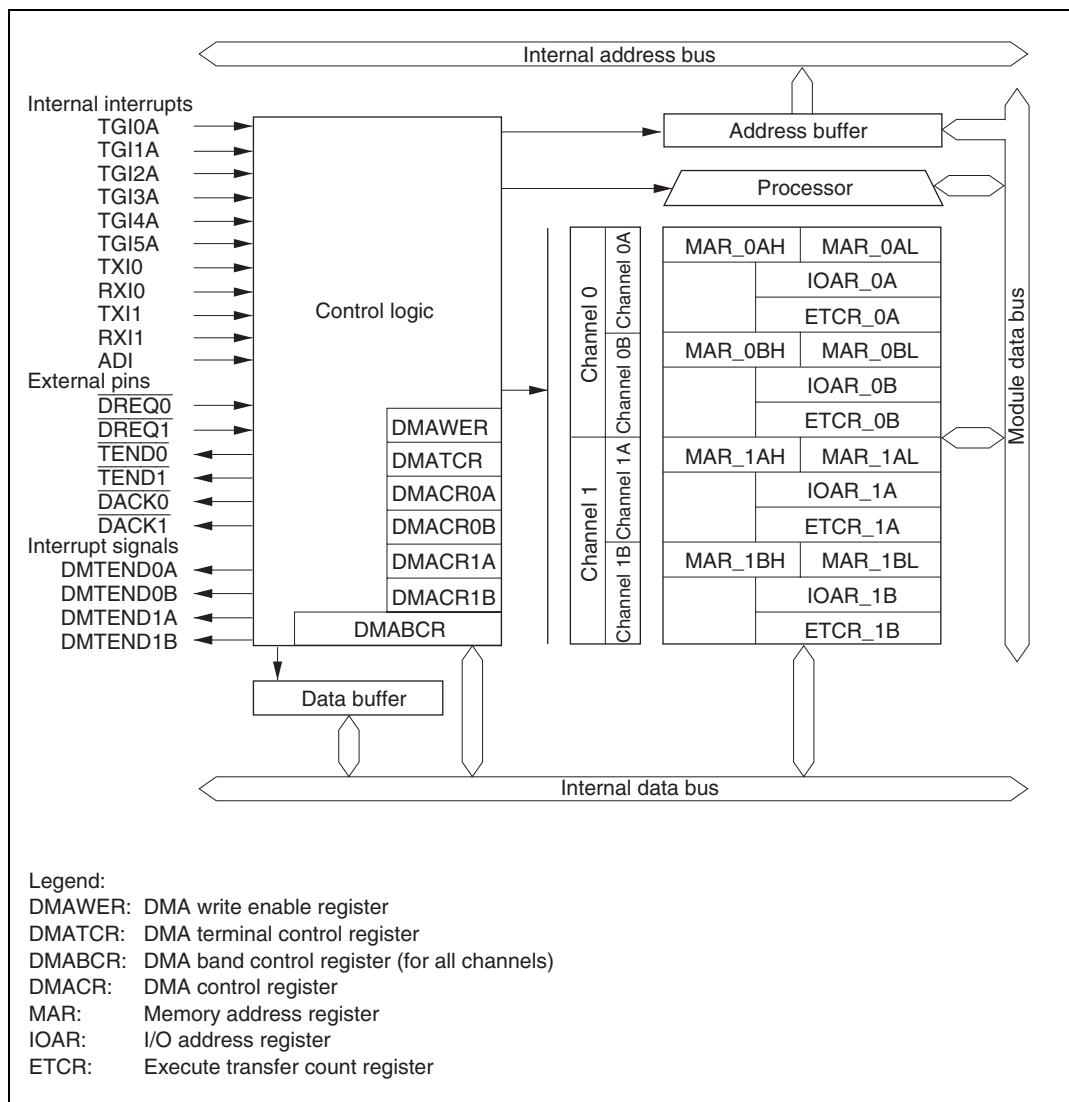 Internal address bus
Internal interrupts
TGI0A
TGI1A
TGI2A
TGI3A
TGI4A
TGI5A
TXI0
RXI0
TXI1
RXI1
ADI
External pins
DREQ0
DREQ1
TEND0
TEND1
DACK0
DACK1
Interrupt signals
DMTEND0A
DMTEND0B
DMTEND1A
DMTEND1B
Control logic
DMAWER
DMATCR
DMACR0A
DMACR0B
DMACR1A
DMACR1B
DMABCR
Data buffer
Address buffer
Processor
Channel 0
Channel 0A
Channel 0B
Channel 1
Channel 1A
Channel 1B
MAR_0AH MAR_0AL
IOAR_0A
ETCR_0A
MAR_0BH MAR_0BL
IOAR_0B
ETCR_0B
MAR_1AH MAR_1AL
IOAR_1A
ETCR_1A
MAR_1BH MAR_1BL
IOAR_1B
ETCR_1B
Module data bus
Internal data bus
Legend:
DMAWER: DMA write enable register
DMATCR: DMA terminal control register
DMABCR: DMA band control register (for all channels)
DMACR: DMA control register
MAR: Memory address register
IOAR: I/O address register
ETCR: Execute transfer count register